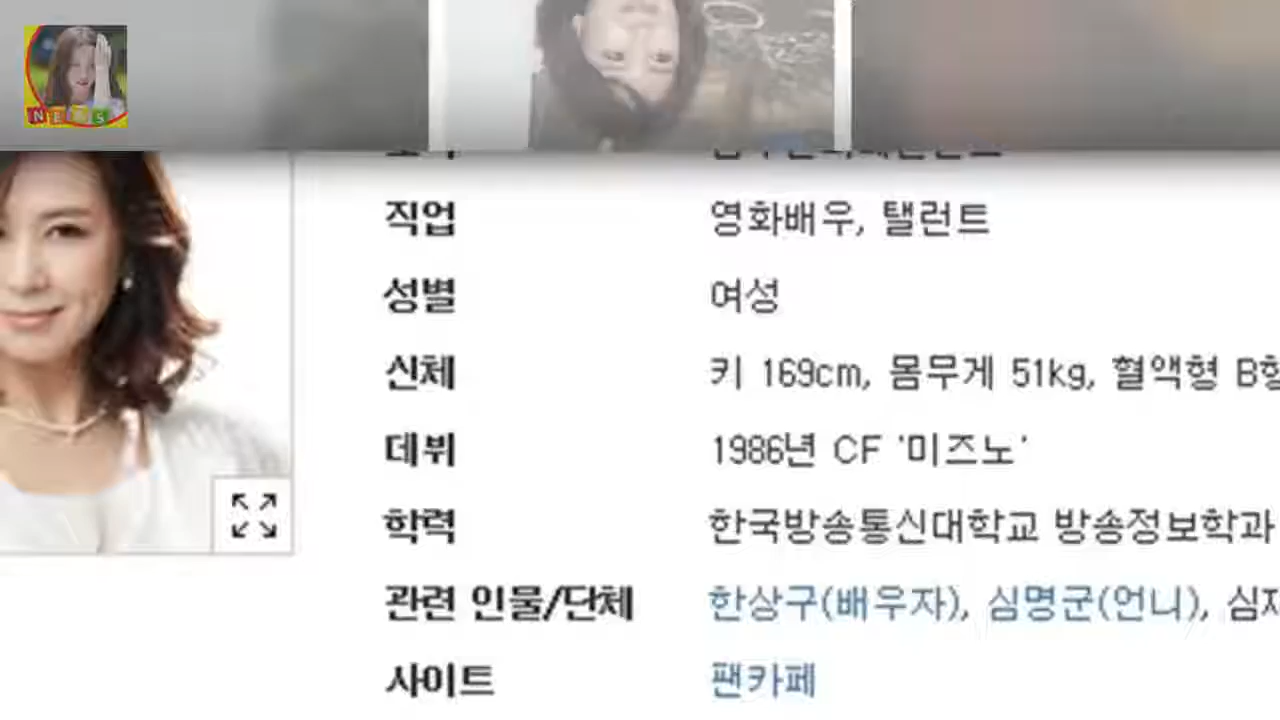 NEWS
직업 영화배우, 탤런트
성별 여성
신체 키 169cm, 몸무게 51kg, 혈액형 B형
데뷔 1986년 CF '미즈노'
학력 한국방송통신대학교 방송정보학과
관련 인물/단체 한상구(배우자), 심명군(언니), 심재
사이트 팬카페